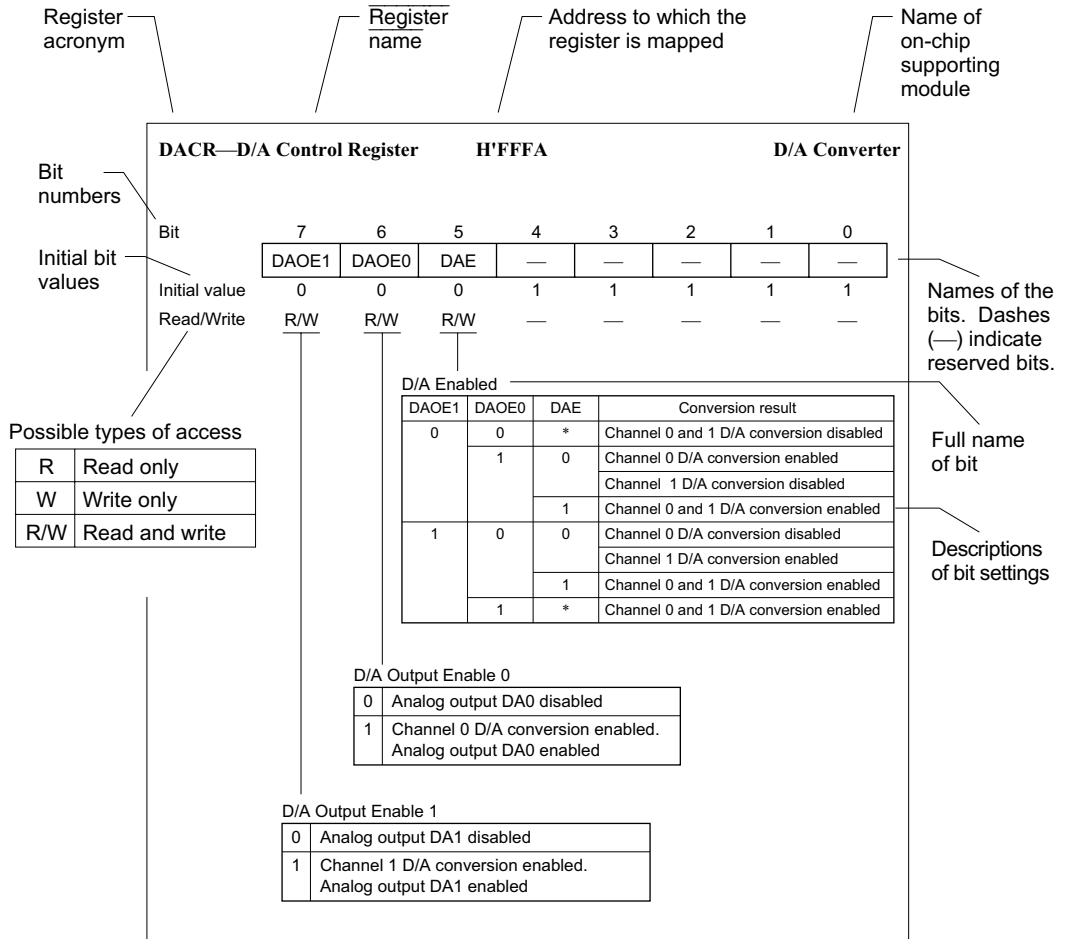 Register
acronym
Register
name
Address to which the
register is mapped
Name of
on-chip
supporting
module
DACR—D/A Control Register H'FFFA D/A Converter
Bit
numbers
Bit 7 6 5 4 3 2 1 0
Initial bit
values
DAOE1 DAOE0 DAE — — — — —
Initial value 0 0 0 1 1 1 1 1
Read/Write R/W R/W R/W — — — — —
Names of the
bits. Dashes
(—) indicate
reserved bits.
Possible types of access
R Read only
W Write only
R/W Read and write
D/A Enabled
DAOE1 DAOE0 DAE Conversion result
0 0 * Channel 0 and 1 D/A conversion disabled
1 0 Channel 0 D/A conversion enabled
Channel 1 D/A conversion disabled
1 Channel 0 and 1 D/A conversion enabled
1 0 0 Channel 0 D/A conversion disabled
Channel 1 D/A conversion enabled
1 Channel 0 and 1 D/A conversion enabled
1 * Channel 0 and 1 D/A conversion enabled
Full name
of bit
Descriptions
of bit settings
D/A Output Enable 0
0 Analog output DA0 disabled
1 Channel 0 D/A conversion enabled.
Analog output DA0 enabled
D/A Output Enable 1
0 Analog output DA1 disabled
1 Channel 1 D/A conversion enabled.
Analog output DA1 enabled